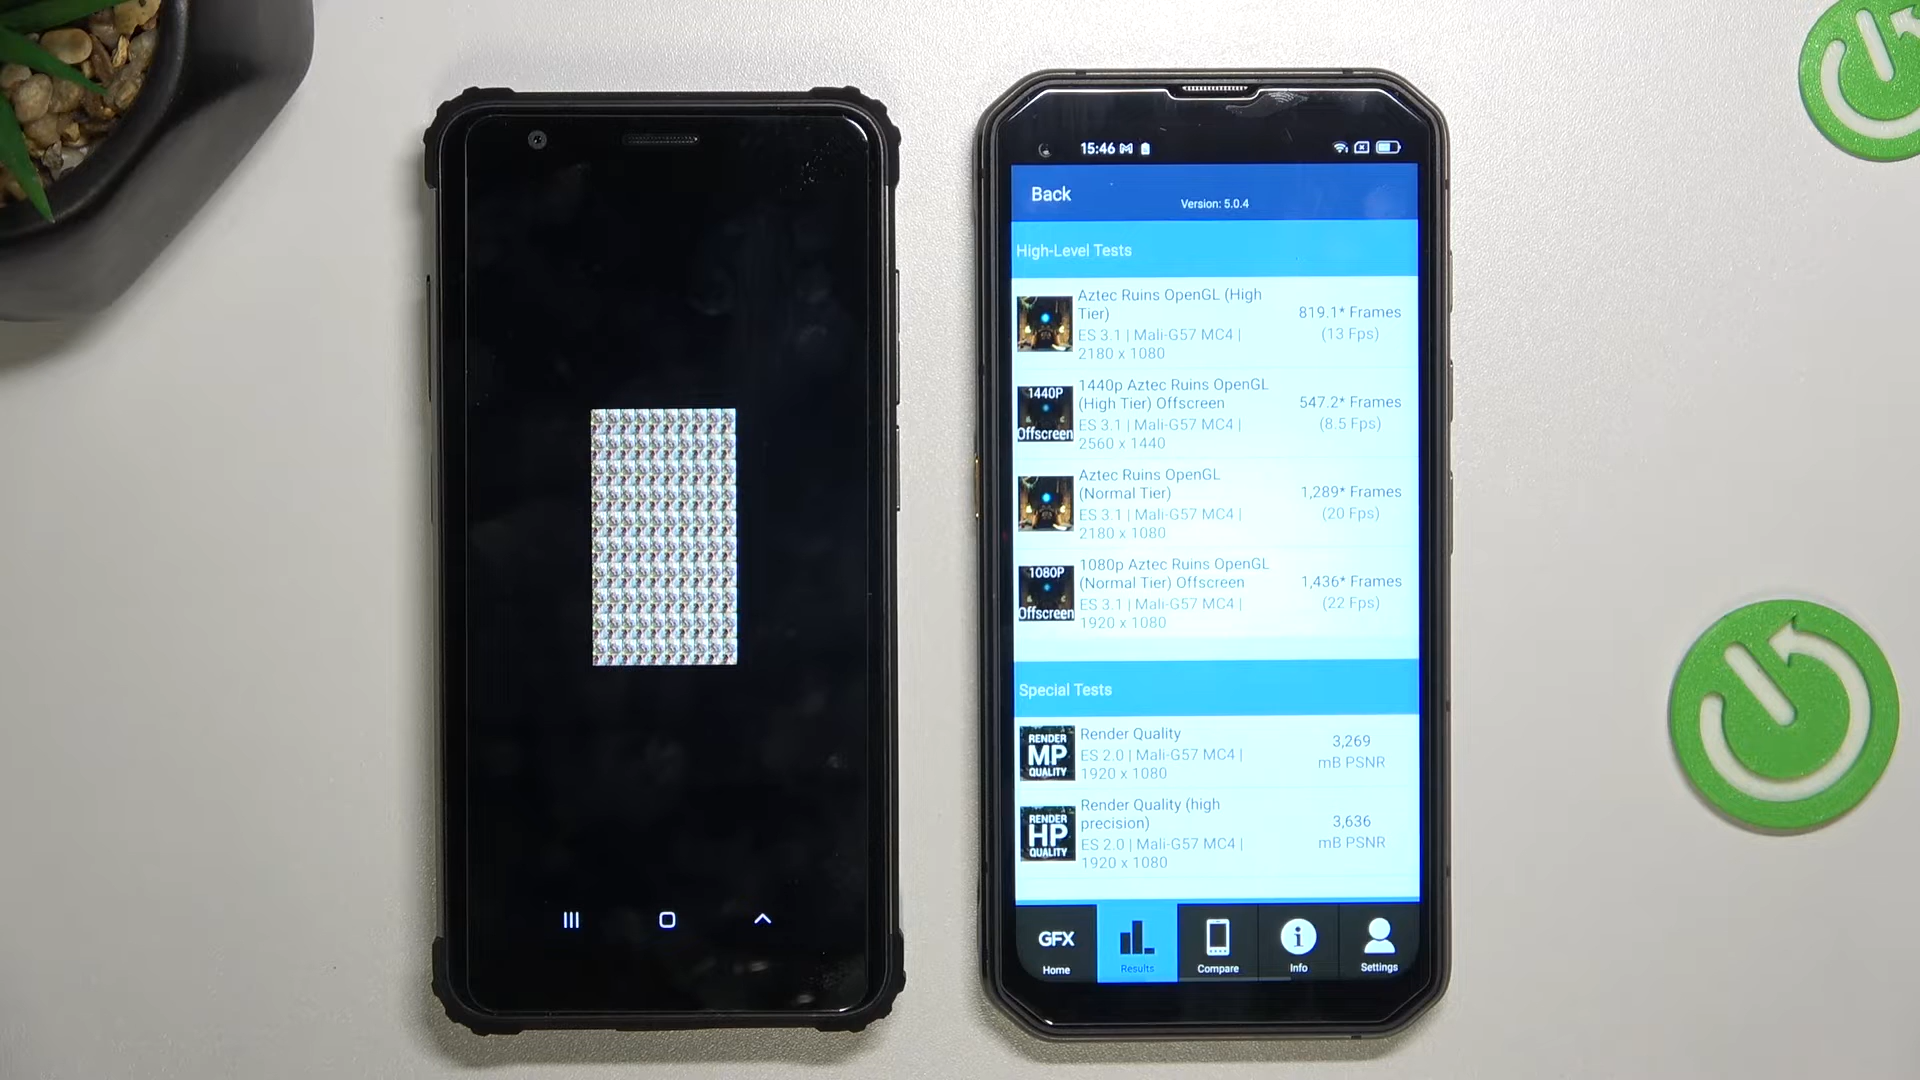 15:46
Back
Version: 5.0.4
High-Level Tests
Aztec Ruins OpenGL (High
Tier)
ES 3.1 | Mali-G57 MC4 |
2180 x 1080
819.1* Frames
(13 Fps)
1440P
Offscreen
1440p Aztec Ruins OpenGL
(High Tier) Offscreen
ES 3.1 | Mali-G57 MC4 |
2560 x 1440
547.2* Frames
(8.5 Fps)
Aztec Ruins OpenGL
(Normal Tier)
ES 3.1 | Mali-G57 MC4 |
2180 x 1080
1,289* Frames
(20 Fps)
1080P
Offscreen
1080p Aztec Ruins OpenGL
(Normal Tier) Offscreen
ES 3.1 | Mali-G57 MC4 |
1920 x 1080
1,436* Frames
(22 Fps)
Special Tests
RENDER
MP
QUALITY
Render Quality
ES 2.0 | Mali-G57 MC4 |
1920 x 1080
3,269
mB PSNR
RENDER
HP
QUALITY
Render Quality (high
precision)
ES 2.0 | Mali-G57 MC4 |
1920 x 1080
3,636
mB PSNR
GFX
Home
Results
Compare
Info
Settings